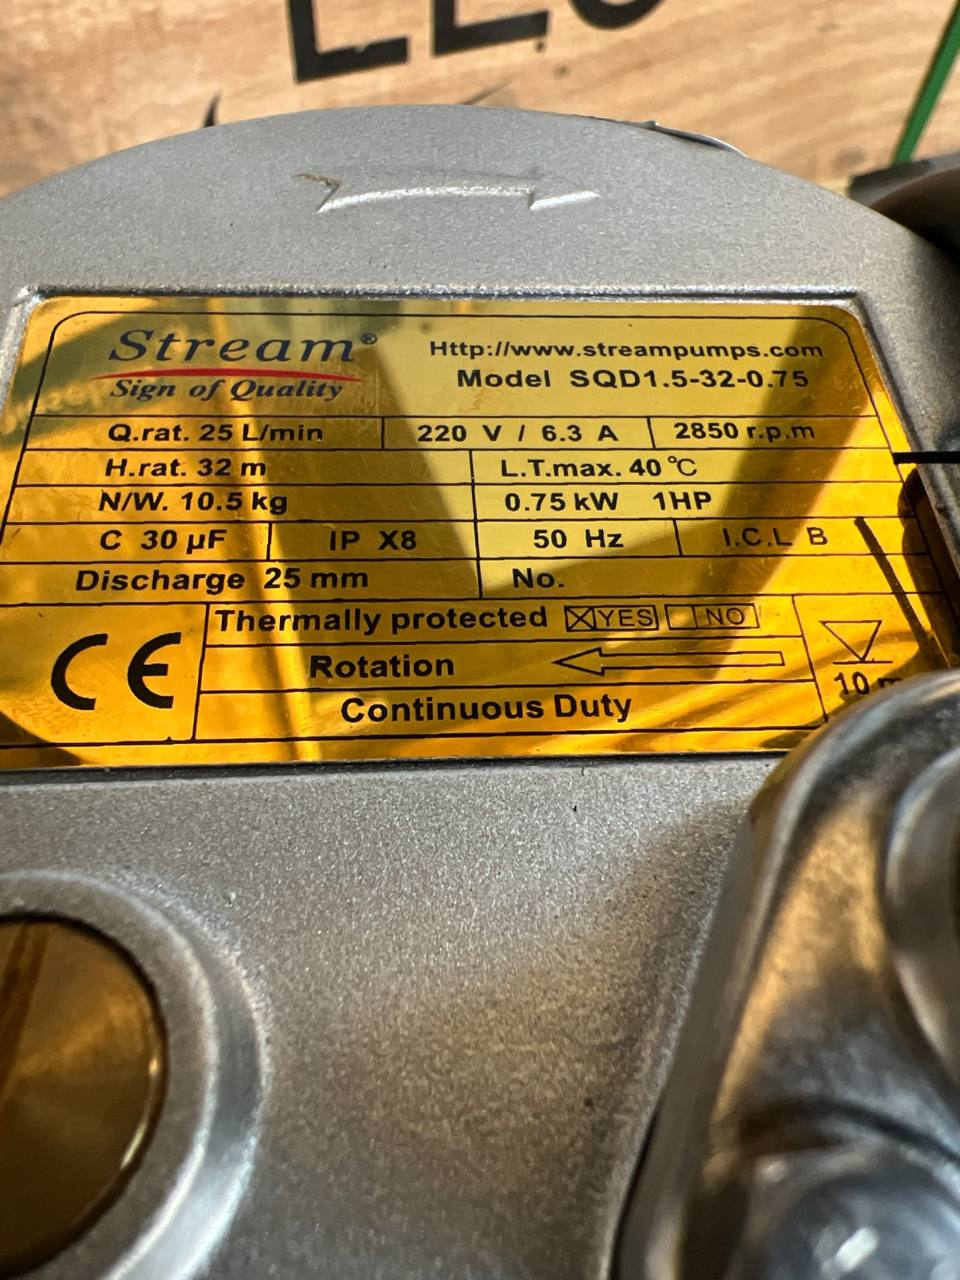 Stream®
Sign of Quality
Http://www.streampumps.com
Model SQD1.5-32-0.75
Q.rat. 25 L/min 220 V / 6.3 A 2850 r.p.m
H.rat. 32 m L.T.max. 40℃
N/W. 10.5 kg 0.75 kW 1HP
C 30 µF IP X8 50 Hz I.C.L B
Discharge 25 mm No.
Thermally protected ☒ YES ☐ NO
CE
Rotation
10 m
Continuous Duty